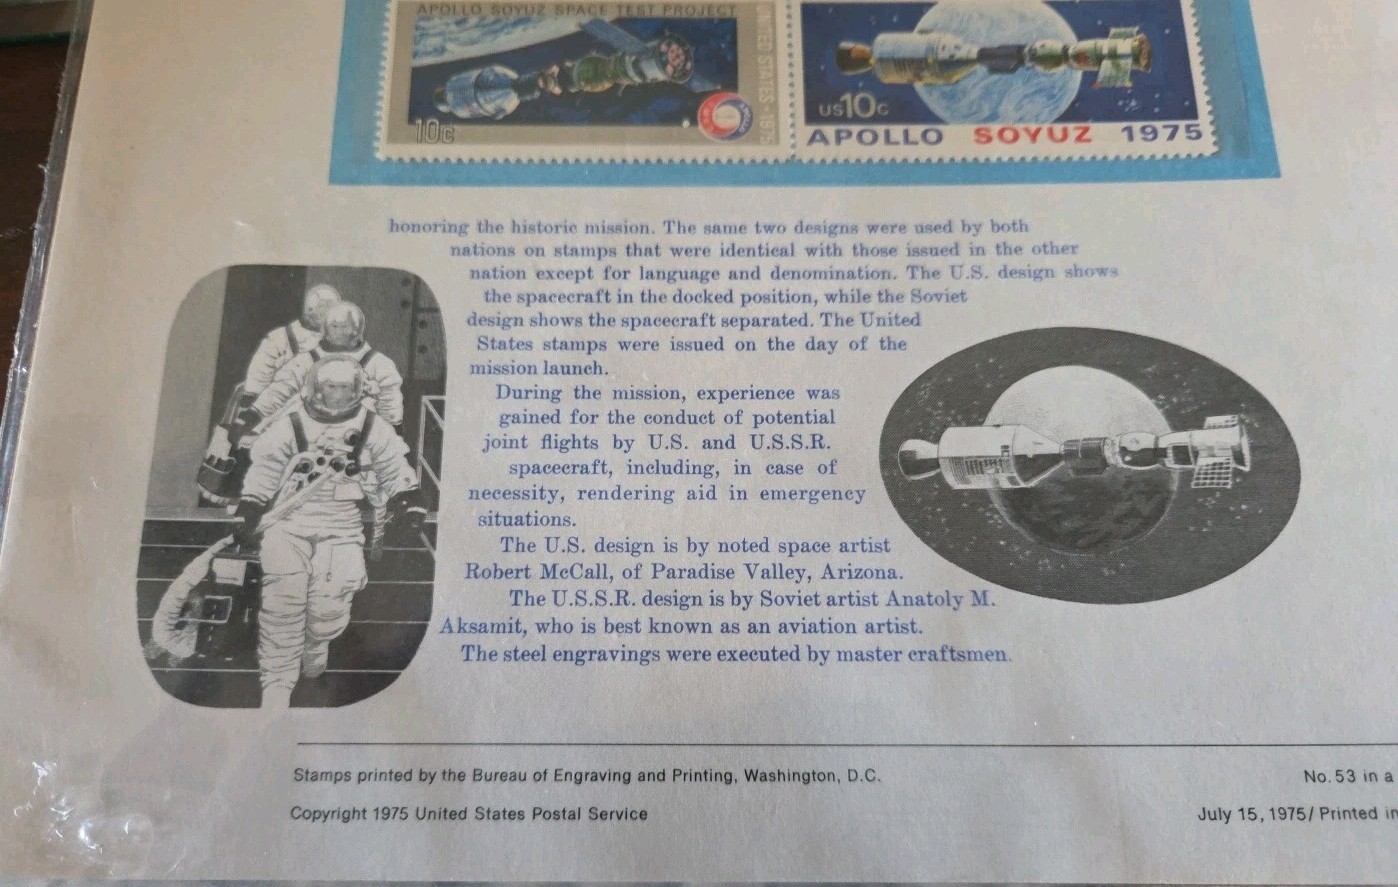 APOLLO SOYUZ SPACE TEST PROJECT
UNITED STATES · 1975
10c
US10c
APOLLO SOYUZ 1975
honoring the historic mission. The same two designs were used by both
nations on stamps that were identical with those issued in the other
nation except for language and denomination. The U.S. design shows
the spacecraft in the docked position, while the Soviet
design shows the spacecraft separated. The United
States stamps were issued on the day of the
mission launch.
During the mission, experience was
gained for the conduct of potential
joint flights by U.S. and U.S.S.R.
spacecraft, including, in case of
necessity, rendering aid in emergency
situations.
The U.S. design is by noted space artist
Robert McCall, of Paradise Valley, Arizona.
The U.S.S.R. design is by Soviet artist Anatoly M.
Aksamit, who is best known as an aviation artist.
The steel engravings were executed by master craftsmen.
Stamps printed by the Bureau of Engraving and Printing, Washington, D.C.
No. 53 in a
Copyright 1975 United States Postal Service
July 15, 1975/ Printed in